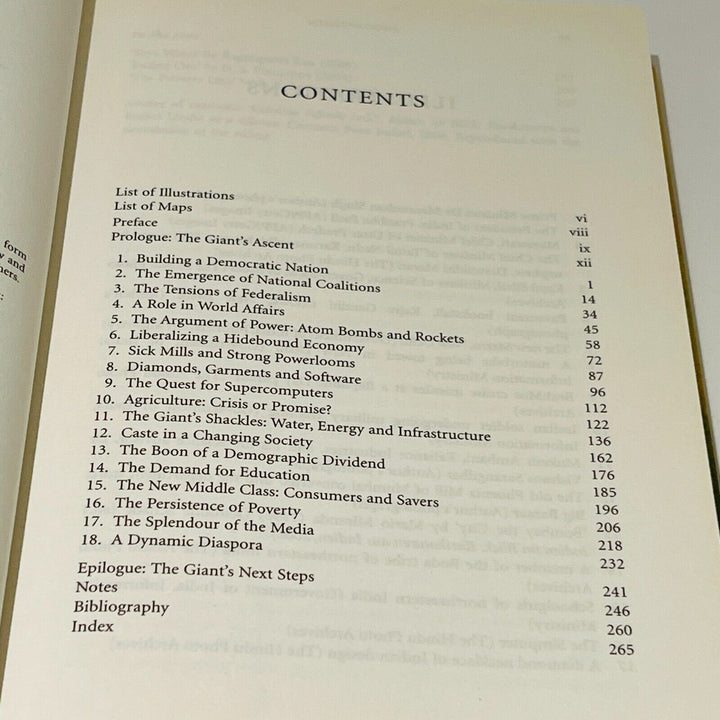 form
and
CONTENTS
List of Illustrations vi
List of Maps viii
Preface ix
Prologue: The Giant's Ascent xii
1. Building a Democratic Nation 1
2. The Emergence of National Coalitions 14
3. The Tensions of Federalism 34
4. A Role in World Affairs 45
5. The Argument of Power: Atom Bombs and Rockets 58
6. Liberalizing a Hidebound Economy 72
7. Sick Mills and Strong Powerlooms 87
8. Diamonds, Garments and Software 96
9. The Quest for Supercomputers 112
10. Agriculture: Crisis or Promise? 122
11. The Giant's Shackles: Water, Energy and Infrastructure 136
12. Caste in a Changing Society 162
13. The Boon of a Demographic Dividend 176
14. The Demand for Education 185
15. The New Middle Class: Consumers and Savers 196
16. The Persistence of Poverty 206
17. The Splendour of the Media 218
18. A Dynamic Diaspora 232
Epilogue: The Giant's Next Steps 241
Notes 246
Bibliography 260
Index 265